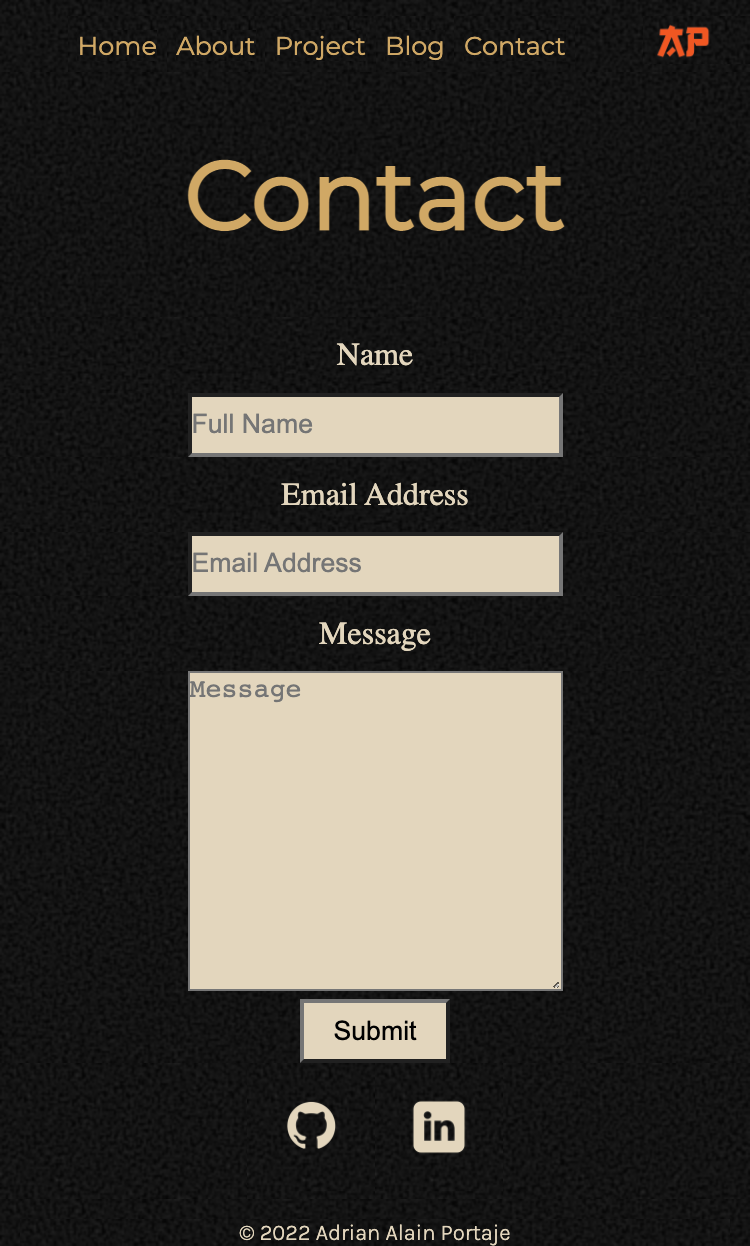 Home About Project Blog Contact AP
Contact
Name
Full Name
Email Address
Email Address
Message
Message
Submit
in
© 2022 Adrian Alain Portaje